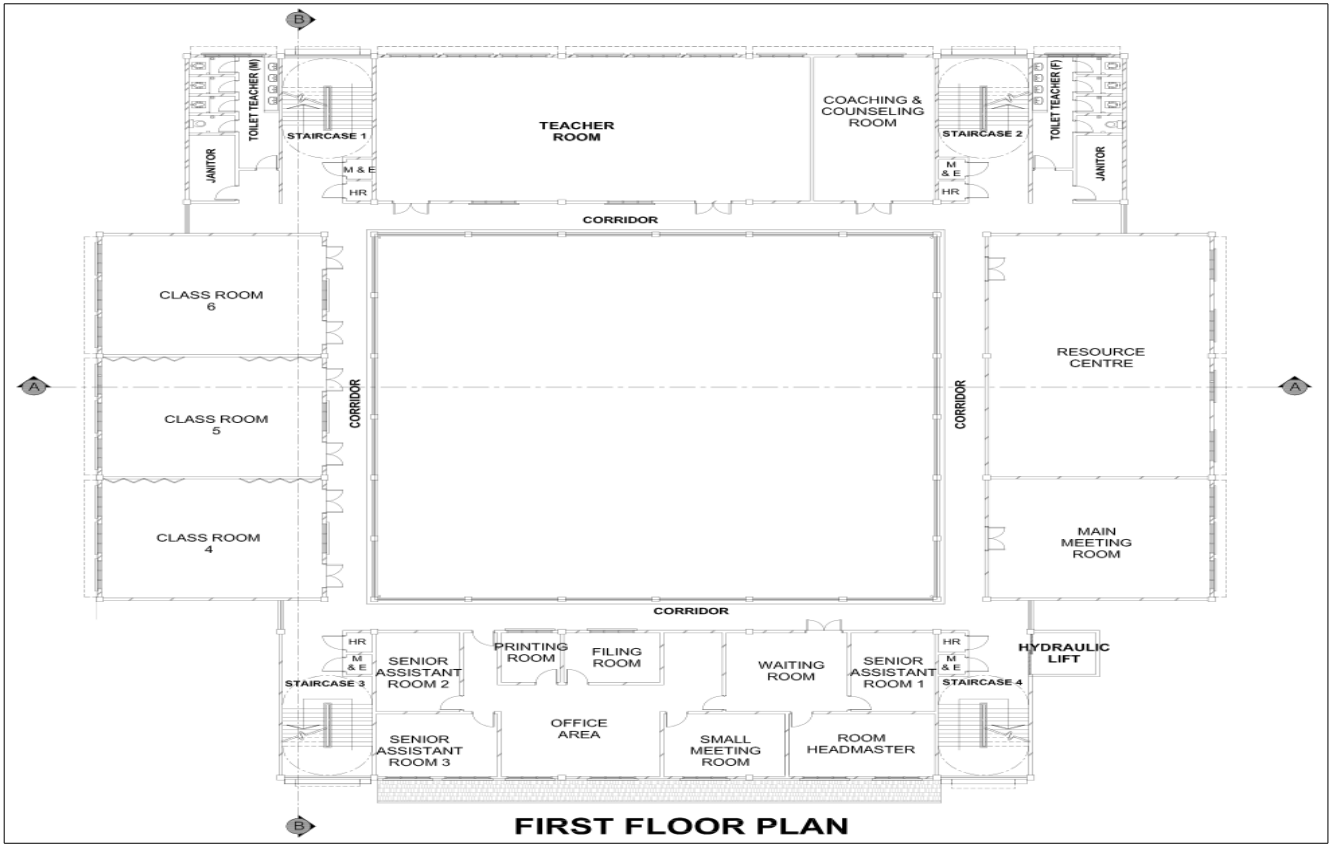 B
TOILET TEACHER (M)
JANITOR
STAIRCASE 1
M & E
HR
TEACHER
ROOM
COACHING &
COUNSELING
ROOM
STAIRCASE 2
M
& E
HR
TOILET TEACHER (F)
JANITOR
CORRIDOR
CLASS ROOM
6
CLASS ROOM
5
CLASS ROOM
4
A
CORRIDOR
CORRIDOR
RESOURCE
CENTRE
A
MAIN
MEETING
ROOM
CORRIDOR
HR
M
& E
STAIRCASE 3
SENIOR
ASSISTANT
ROOM 2
PRINTING
ROOM
FILING
ROOM
WAITING
ROOM
SENIOR
ASSISTANT
ROOM 1
HR
M
& E
STAIRCASE 4
HYDRAULIC
LIFT
SENIOR
ASSISTANT
ROOM 3
OFFICE
AREA
SMALL
MEETING
ROOM
ROOM
HEADMASTER
B
FIRST FLOOR PLAN